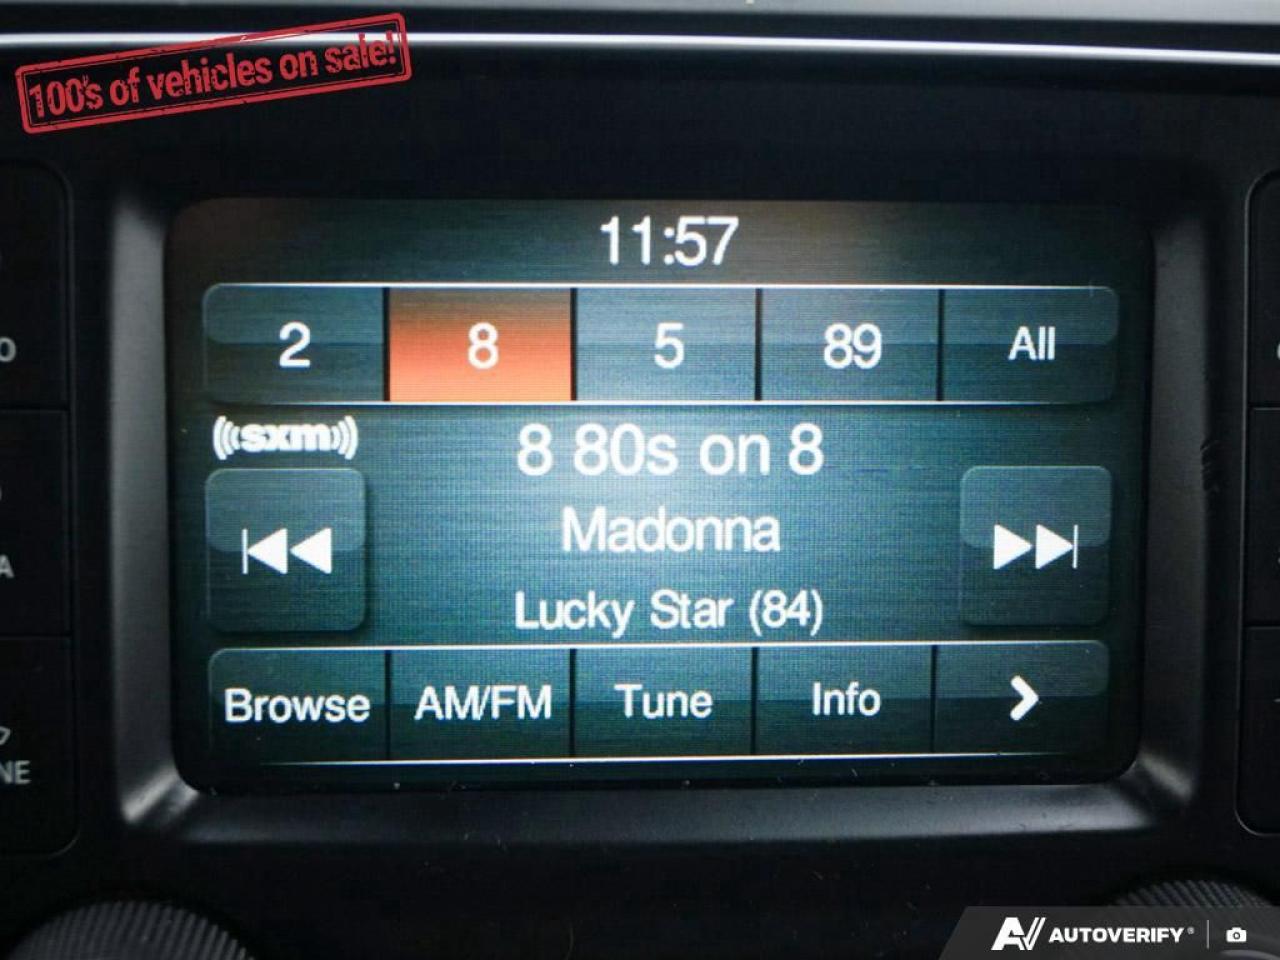 100's of vehicles on sale!
11:57
2 8 5 89 All
sxm
8 80s on 8
Madonna
Lucky Star (84)
Browse AM/FM Tune Info
AUTOVERIFY